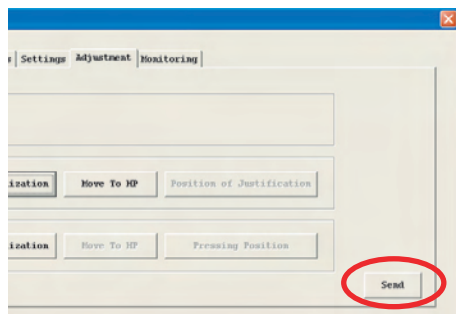 s Settings Adjustment Monitoring
ization Move To HP Position of Justification
ization Move To HP Pressing Position
Send